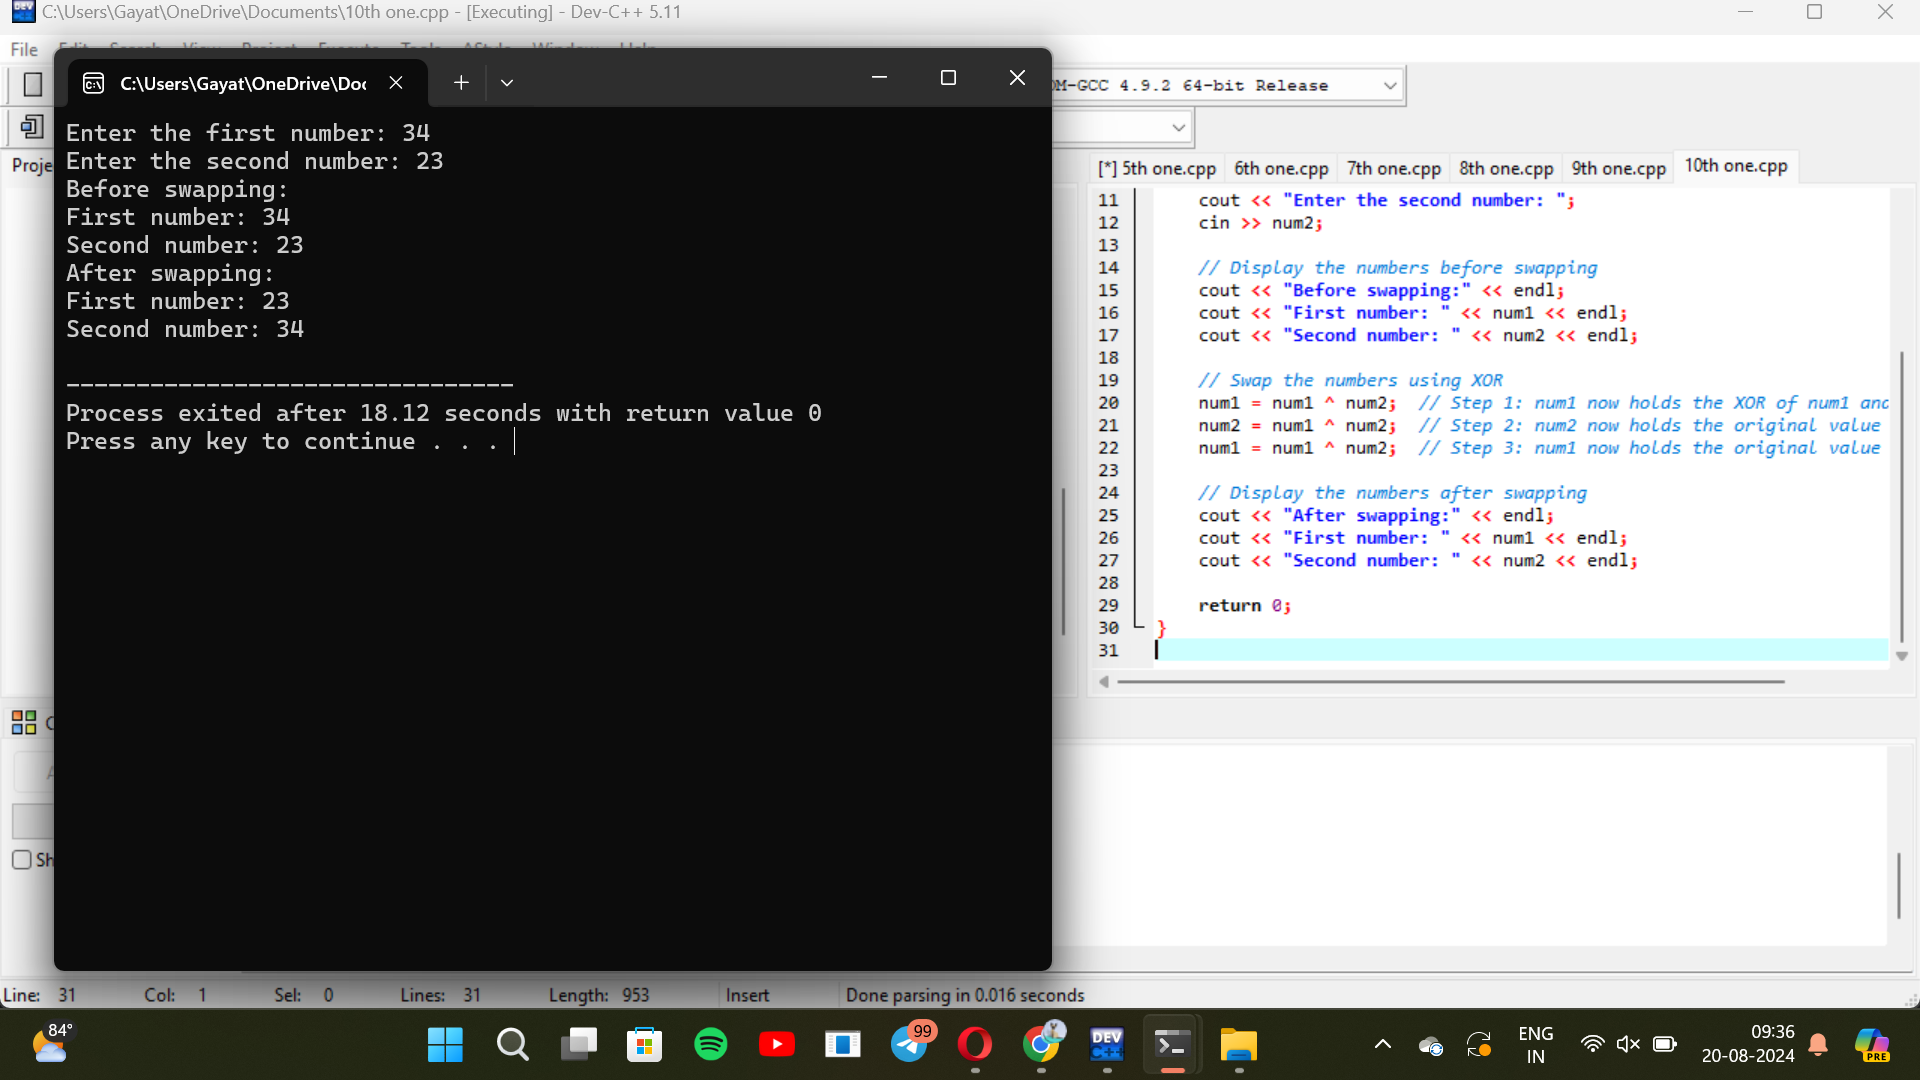 C:\Users\Gayat\OneDrive\Documents\10th one.cpp - [Executing] - Dev-C++ 5.11
File
C:\Users\Gayat\OneDrive\Doc
GCC 4.9.2 64-bit Release
Enter the first number: 34
Enter the second number: 23
Before swapping:
First number: 34
Second number: 23
After swapping:
First number: 23
Second number: 34
--------------------------------
Process exited after 18.12 seconds with return value 0
Press any key to continue . . .
[*] 5th one.cpp 6th one.cpp 7th one.cpp 8th one.cpp 9th one.cpp 10th one.cpp
11 cout << "Enter the second number: ";
12 cin >> num2;
13
14 // Display the numbers before swapping
15 cout << "Before swapping:" << endl;
16 cout << "First number: " << num1 << endl;
17 cout << "Second number: " << num2 << endl;
18
19 // Swap the numbers using XOR
20 num1 = num1 ^ num2; // Step 1: num1 now holds the XOR of num1 and
21 num2 = num1 ^ num2; // Step 2: num2 now holds the original value
22 num1 = num1 ^ num2; // Step 3: num1 now holds the original value
23
24 // Display the numbers after swapping
25 cout << "After swapping:" << endl;
26 cout << "First number: " << num1 << endl;
27 cout << "Second number: " << num2 << endl;
28
29 return 0;
30 }
31
Line: 31 Col: 1 Sel: 0 Lines: 31 Length: 953 Insert Done parsing in 0.016 seconds
84°
99
DEV
C++
ENG
IN
09:36
20-08-2024
PRE